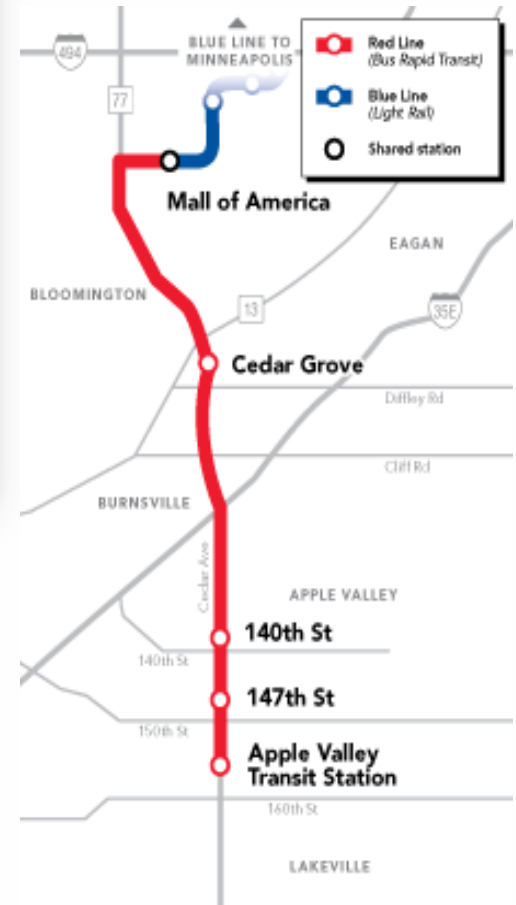 BLUE LINE TO
MINNEAPOLIS
494
77
Red Line
(Bus Rapid Transit)
Blue Line
(Light Rail)
Shared station
Mall of America
EAGAN
BLOOMINGTON
13
35E
Cedar Grove
Diffley Rd
Cliff Rd
BURNSVILLE
Cedar Ave
APPLE VALLEY
140th St
140th St
147th St
150th St
Apple Valley
Transit Station
160th St
LAKEVILLE